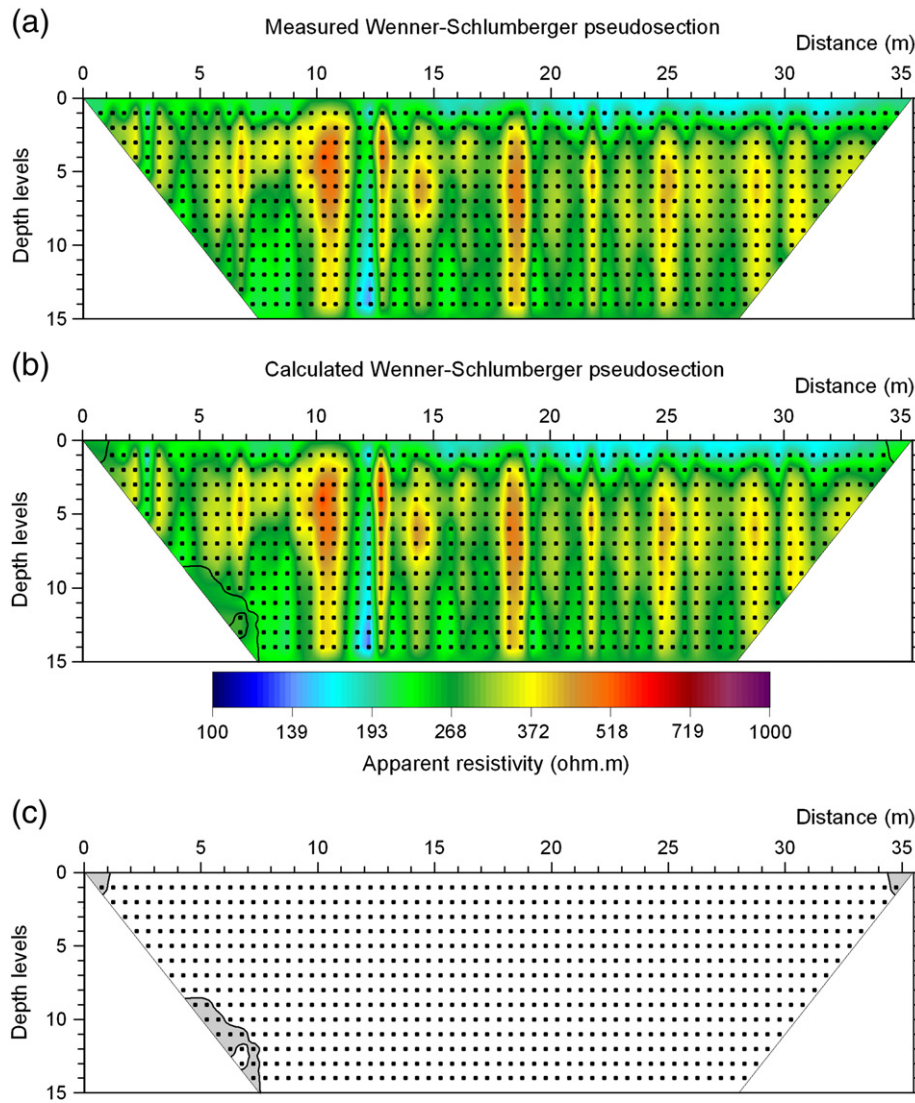 (a)
Measured Wenner-Schlumberger pseudosection
Distance (m)
0 5 10 15 20 25 30 35
Depth levels
0
5
10
15
(b)
Calculated Wenner-Schlumberger pseudosection
Distance (m)
0 5 10 15 20 25 30 35
Depth levels
0
5
10
15
100 139 193 268 372 518 719 1000
Apparent resistivity (ohm.m)
(c)
Distance (m)
0 5 10 15 20 25 30 35
Depth levels
0
5
10
15